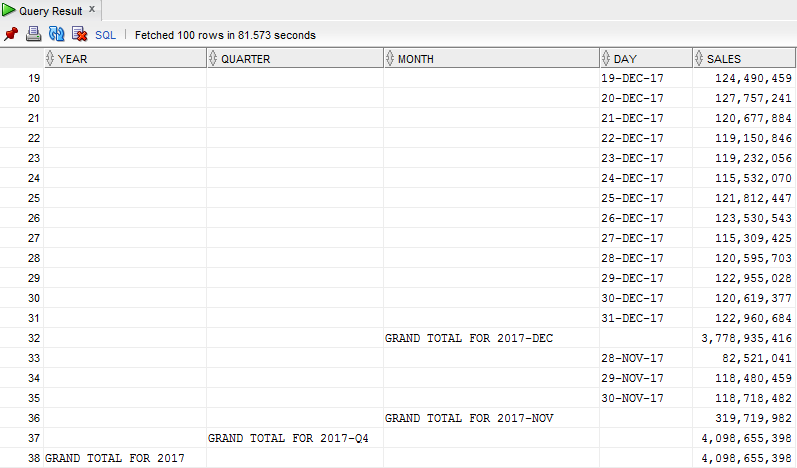 Query Result x
SQL | Fetched 100 rows in 81.573 seconds
YEAR QUARTER MONTH DAY SALES
19 19-DEC-17 124,490,459
20 20-DEC-17 127,757,241
21 21-DEC-17 120,677,884
22 22-DEC-17 119,150,846
23 23-DEC-17 119,232,056
24 24-DEC-17 115,532,070
25 25-DEC-17 121,812,447
26 26-DEC-17 123,530,543
27 27-DEC-17 115,309,425
28 28-DEC-17 120,595,703
29 29-DEC-17 122,955,028
30 30-DEC-17 120,619,377
31 31-DEC-17 122,960,684
32 GRAND TOTAL FOR 2017-DEC 3,778,935,416
33 28-NOV-17 82,521,041
34 29-NOV-17 118,480,459
35 30-NOV-17 118,718,482
36 GRAND TOTAL FOR 2017-NOV 319,719,982
37 GRAND TOTAL FOR 2017-Q4 4,098,655,398
38 GRAND TOTAL FOR 2017 4,098,655,398